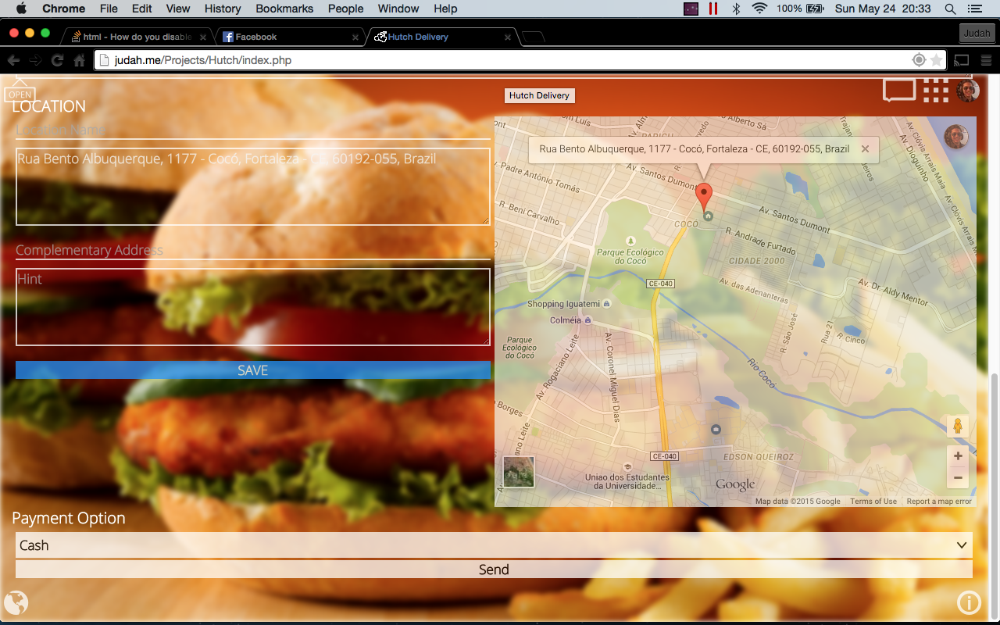 Chrome File Edit View History Bookmarks People Window Help 100% Sun May 24 20:33
html - How do you disable
Facebook
Hutch Delivery
Judah
judah.me/Projects/Hutch/index.php
OPEN
Hutch Delivery
LOCATION
Location Name
Rua Bento Albuquerque, 1177 - Cocó, Fortaleza - CE, 60192-055, Brazil
Complementary Address
Hint
SAVE
Rua Bento Albuquerque, 1177 - Cocó, Fortaleza - CE, 60192-055, Brazil
Av. Santos Dumont
R. Padre Antônio Tomás
R. Beni Carvalho
COCÓ
Av. Santos Dumont
R. Andrade Furtado
Parque Ecológico
do Cocó
CIDADE 2000
CE-040
Av. das Adenanteras
Av. Dr. Aldy Mentor
Shopping Iguatemi
Colméia
Parque
Ecológico
do Cocó
Av. Rogaciano Leite
Av. Coronel Miguel Dias
R. São José
Rua 21
R. Cinco
Rio Cocó
Av. Clóvis Arrais Maia
Borges
CE-040
EDSON QUEIROZ
Uniao dos Estudantes
da Universidade...
Google
+
−
Map data ©2015 Google Terms of Use Report a map error
Payment Option
Cash
Send